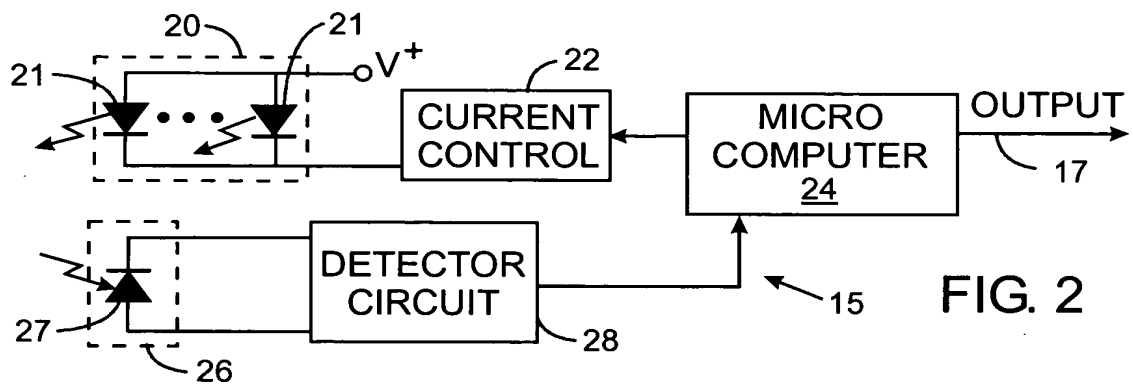 20
21
21
V+
22
CURRENT
CONTROL
MICRO
COMPUTER
24
OUTPUT
17
DETECTOR
CIRCUIT
27
26
28
15
FIG. 2